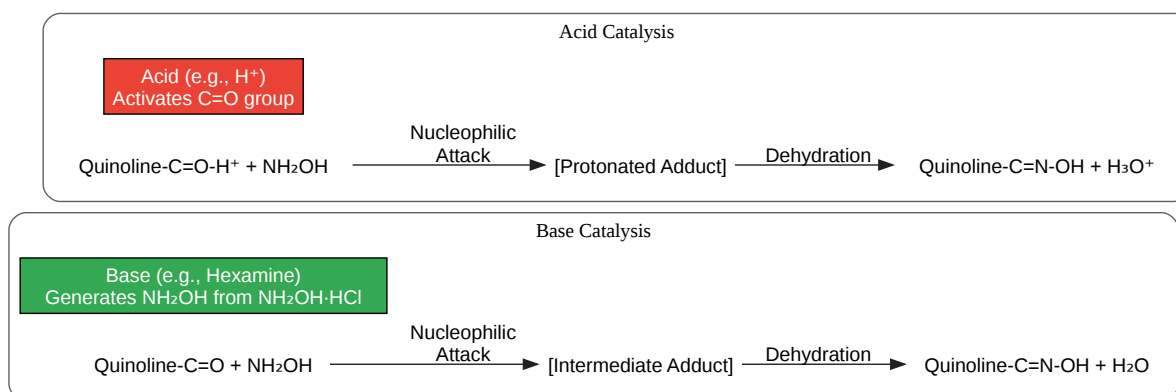 Acid Catalysis
Acid (e.g., H⁺)
Activates C=O group
Nucleophilic
Attack
Dehydration
Quinoline-C=O-H⁺ + NH₂OH
[Protonated Adduct]
Quinoline-C=N-OH + H₃O⁺
Base Catalysis
Base (e.g., Hexamine)
Generates NH₂OH from NH₂OH·HCl
Nucleophilic
Attack
Dehydration
Quinoline-C=O + NH₂OH
[Intermediate Adduct]
Quinoline-C=N-OH + H₂O